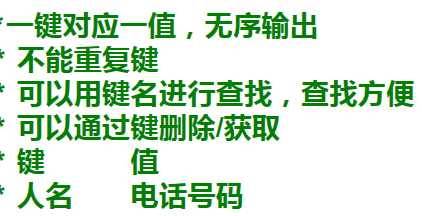 *一键对应一值，无序输出
* 不能重复键
* 可以用键名进行查找，查找方便
* 可以通过键删除/获取
* 键 值
* 人名 电话号码